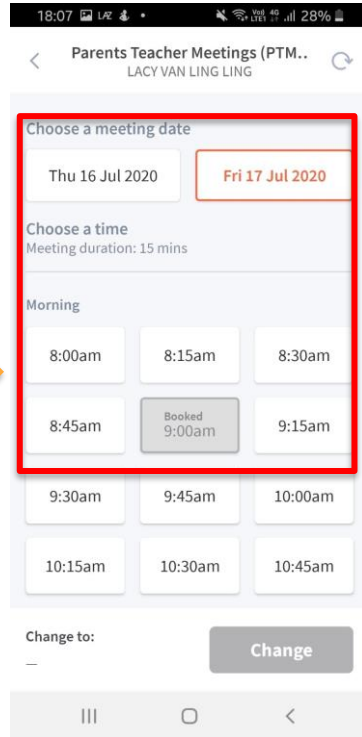 18:07 28%
Parents Teacher Meetings (PTM..
LACY VAN LING LING
Choose a meeting date
Thu 16 Jul 2020 Fri 17 Jul 2020
Choose a time
Meeting duration: 15 mins
Morning
8:00am 8:15am 8:30am
Booked
8:45am 9:00am 9:15am
9:30am 9:45am 10:00am
10:15am 10:30am 10:45am
Change to:
Change
—